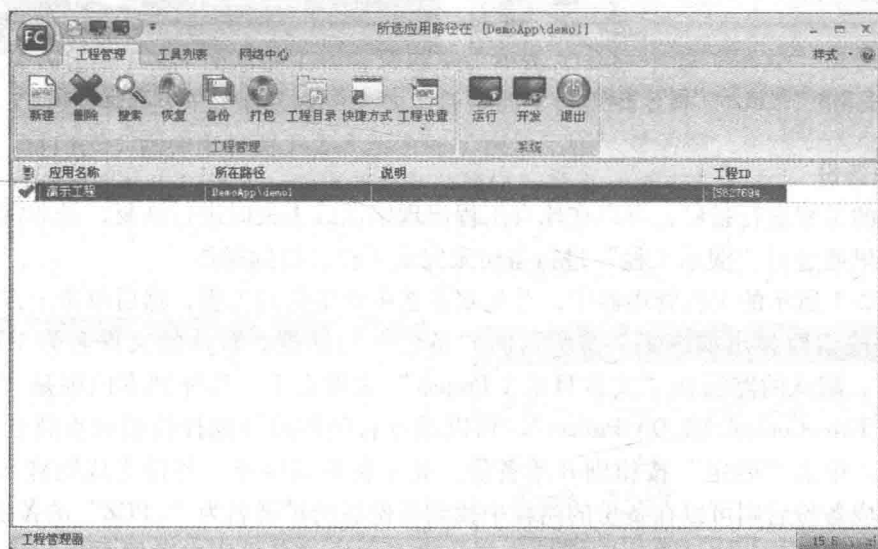 FC
所选应用路径在 [DemoApp\demo1]
工程管理 工具列表 网络中心 样式
新建 删除 搜索 恢复 备份 打包 工程目录 快捷方式 工程设置 运行 开发 退出
工程管理 系统
应用名称 所在路径 说明 工程ID
演示工程 DemoApp\demo1
工程管理器